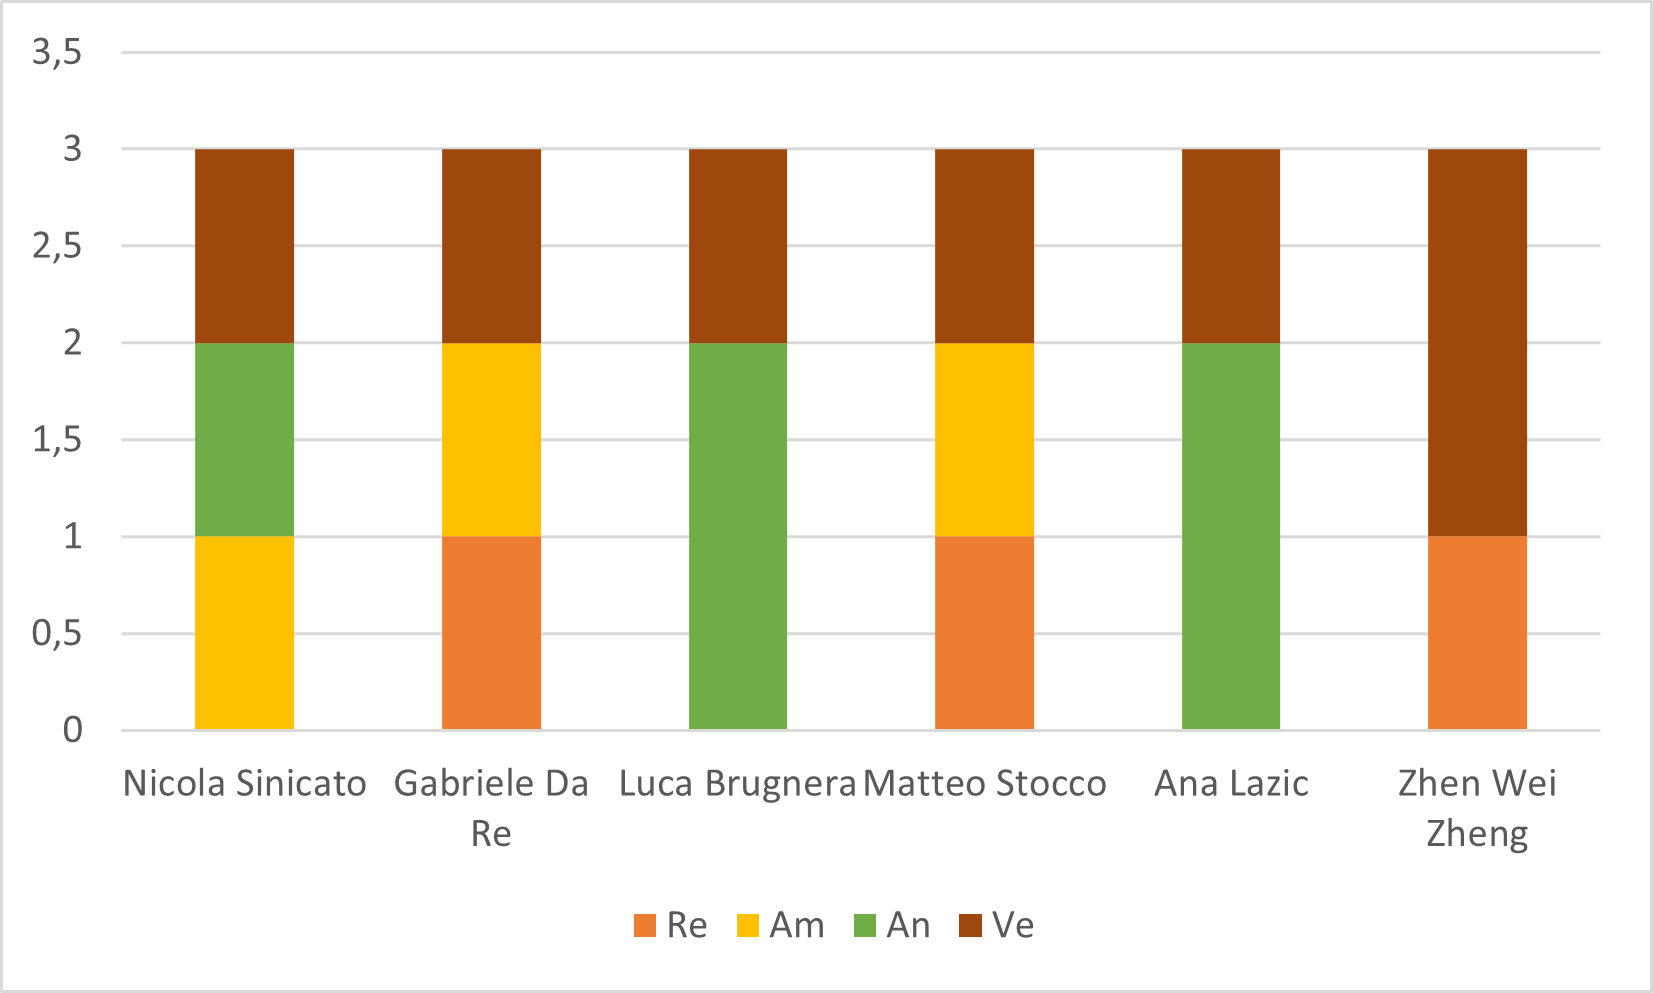 3,5
3
2,5
2
1,5
1
0,5
0
Nicola Sinicato Gabriele Da Luca Brugnera Matteo Stocco Ana Lazic Zhen Wei
Re Zheng
Re Am An Ve